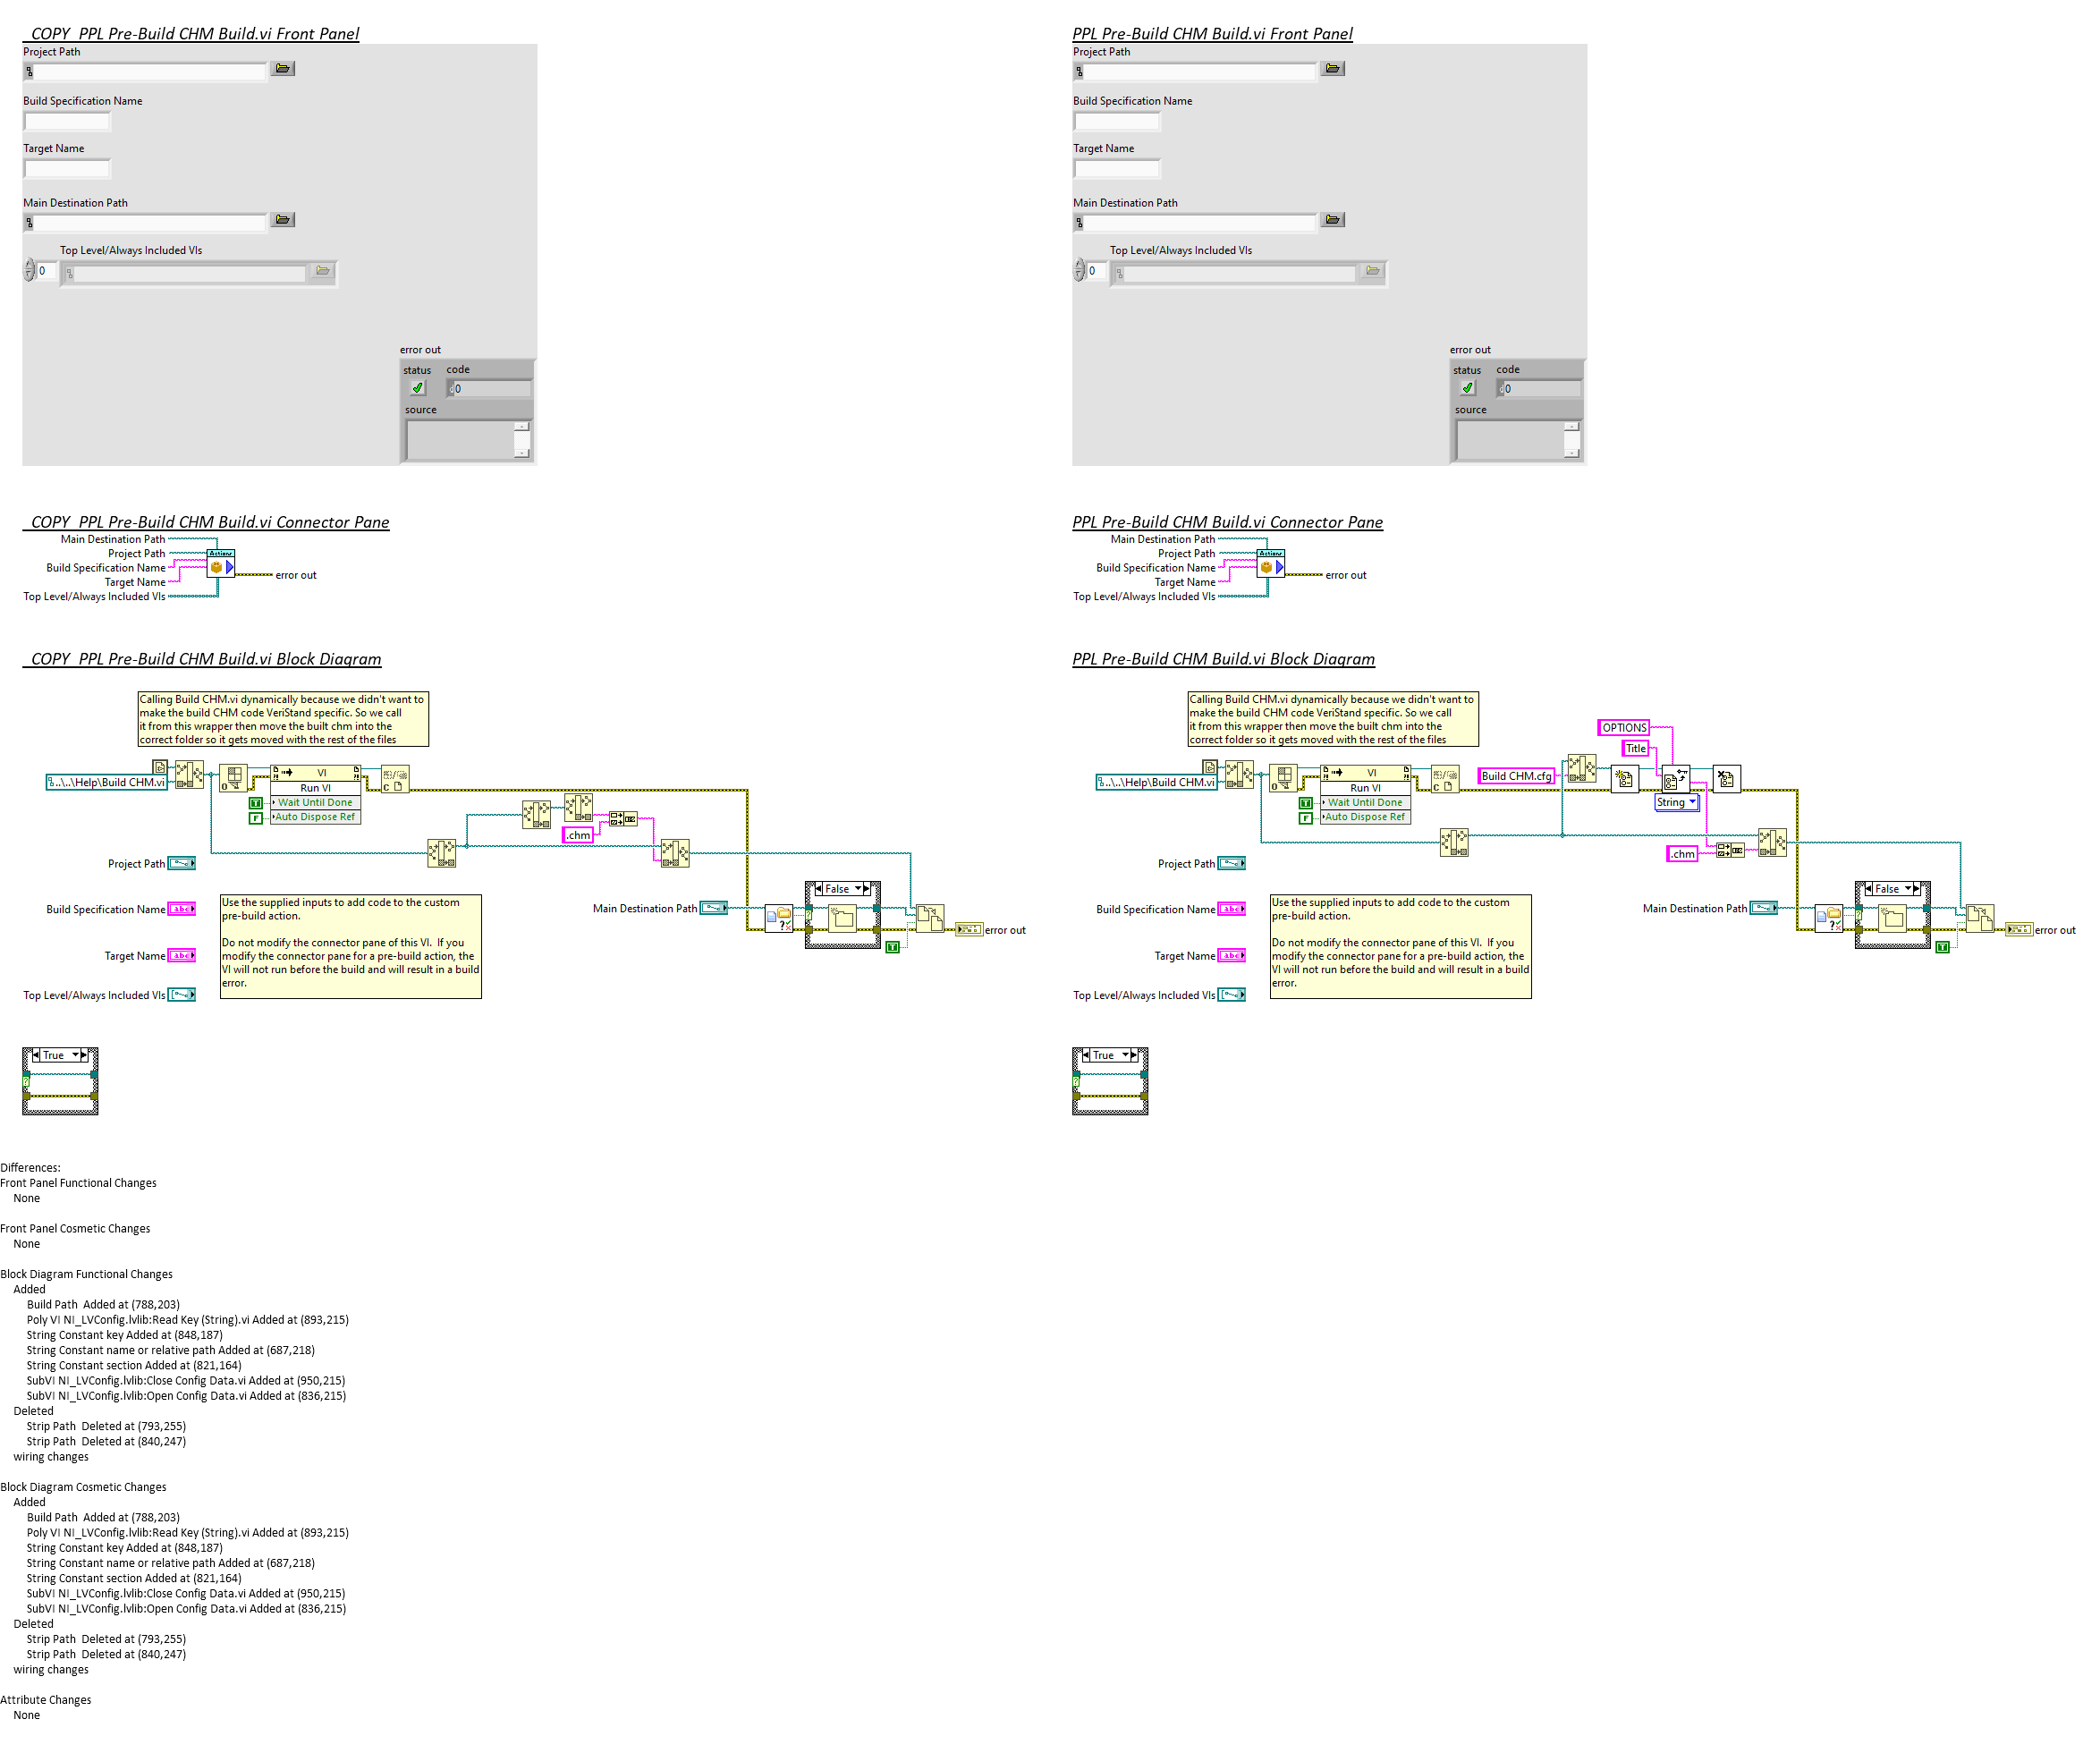 _COPY_PPL Pre-Build CHM Build.vi Front Panel
Project Path
Build Specification Name
Target Name
Main Destination Path
Top Level/Always Included VIs
0
error out
status code
0
source
PPL Pre-Build CHM Build.vi Front Panel
Project Path
Build Specification Name
Target Name
Main Destination Path
Top Level/Always Included VIs
0
error out
status code
0
source
_COPY_PPL Pre-Build CHM Build.vi Connector Pane
Main Destination Path
Project Path
Build Specification Name
Target Name
Top Level/Always Included VIs
Actions
error out
PPL Pre-Build CHM Build.vi Connector Pane
Main Destination Path
Project Path
Build Specification Name
Target Name
Top Level/Always Included VIs
Actions
error out
_COPY_PPL Pre-Build CHM Build.vi Block Diagram
Calling Build CHM.vi dynamically because we didn't want to
make the build CHM code VeriStand specific. So we call
it from this wrapper then move the built chm into the
correct folder so it gets moved with the rest of the files
..\..\Help\Build CHM.vi
VI
Run VI
T Wait Until Done
F Auto Dispose Ref
.chm
Project Path
Build Specification Name
abc
Target Name
abc
Top Level/Always Included VIs
Use the supplied inputs to add code to the custom
pre-build action.
Do not modify the connector pane of this VI. If you
modify the connector pane for a pre-build action, the
VI will not run before the build and will result in a build
error.
Main Destination Path
False
T
error out
True
PPL Pre-Build CHM Build.vi Block Diagram
Calling Build CHM.vi dynamically because we didn't want to
make the build CHM code VeriStand specific. So we call
it from this wrapper then move the built chm into the
correct folder so it gets moved with the rest of the files
OPTIONS
Title
Build CHM.cfg
String
..\..\Help\Build CHM.vi
VI
Run VI
T Wait Until Done
F Auto Dispose Ref
.chm
Project Path
Build Specification Name
abc
Target Name
abc
Top Level/Always Included VIs
Use the supplied inputs to add code to the custom
pre-build action.
Do not modify the connector pane of this VI. If you
modify the connector pane for a pre-build action, the
VI will not run before the build and will result in a build
error.
Main Destination Path
False
T
error out
True
Differences:
Front Panel Functional Changes
None
Front Panel Cosmetic Changes
None
Block Diagram Functional Changes
Added
Build Path Added at (788,203)
Poly VI NI_LVConfig.lvlib:Read Key (String).vi Added at (893,215)
String Constant key Added at (848,187)
String Constant name or relative path Added at (687,218)
String Constant section Added at (821,164)
SubVI NI_LVConfig.lvlib:Close Config Data.vi Added at (950,215)
SubVI NI_LVConfig.lvlib:Open Config Data.vi Added at (836,215)
Deleted
Strip Path Deleted at (793,255)
Strip Path Deleted at (840,247)
wiring changes
Block Diagram Cosmetic Changes
Added
Build Path Added at (788,203)
Poly VI NI_LVConfig.lvlib:Read Key (String).vi Added at (893,215)
String Constant key Added at (848,187)
String Constant name or relative path Added at (687,218)
String Constant section Added at (821,164)
SubVI NI_LVConfig.lvlib:Close Config Data.vi Added at (950,215)
SubVI NI_LVConfig.lvlib:Open Config Data.vi Added at (836,215)
Deleted
Strip Path Deleted at (793,255)
Strip Path Deleted at (840,247)
wiring changes
Attribute Changes
None